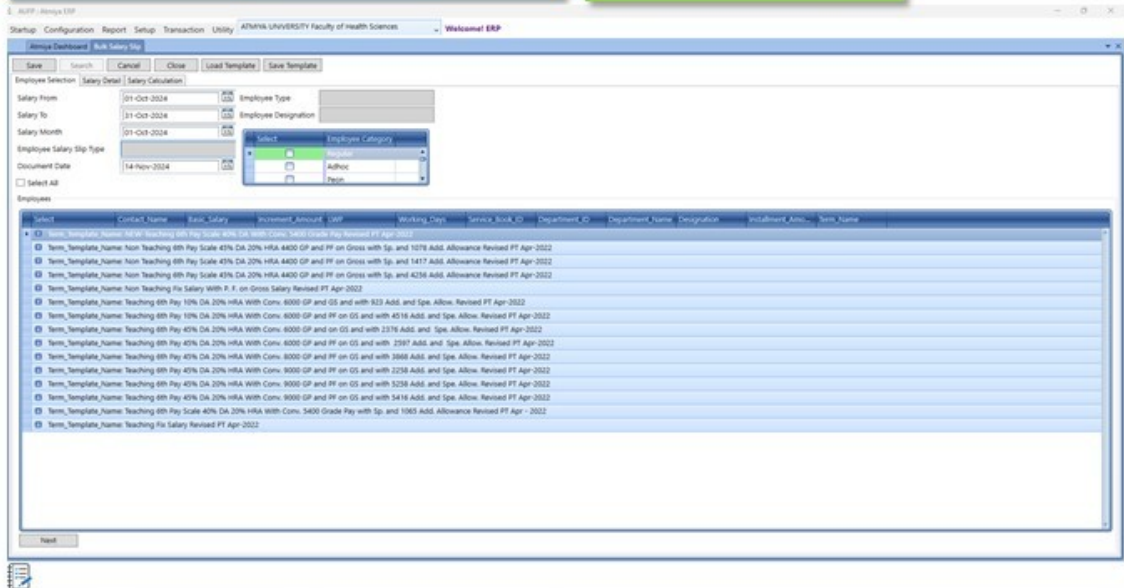 AUFP : Atmiya ERP
Startup Configuration Report Setup Transaction Utility ATMIYA UNIVERSITY Faculty of Health Sciences Welcome! ERP
Atmiya Dashboard Bulk Salary Slip
Save Search Cancel Close Load Template Save Template
Employee Selection Salary Detail Salary Calculation
Salary From 01-Oct-2024 Employee Type
Salary To 31-Oct-2024 Employee Designation
Salary Month 01-Oct-2024
Select Employee Category
Employee Salary Slip Type
Regular
Document Date 14-Nov-2024
Adhoc
Peon
Select All
Employees
Select Contact_Name Basic_Salary Increment_Amount LWP Working_Days Service_Book_ID Department_ID Department_Name Designation Installment_Amo... Term_Name
Term_Template_Name: NEW-Teaching 6th Pay Scale 40% DA With Conv. 5400 Grade Pay Revised PT Apr-2022
Term_Template_Name: Non Teaching 6th Pay Scale 45% DA 20% HRA 4400 GP and PF on Gross with Sp. and 1078 Add. Allowance Revised PT Apr-2022
Term_Template_Name: Non Teaching 6th Pay Scale 45% DA 20% HRA 4400 GP and PF on Gross with Sp. and 1417 Add. Allowance Revised PT Apr-2022
Term_Template_Name: Non Teaching 6th Pay Scale 45% DA 20% HRA 4400 GP and PF on Gross with Sp. and 4256 Add. Allowance Revised PT Apr-2022
Term_Template_Name: Non Teaching Fix Salary With P. F. on Gross Salary Revised PT Apr-2022
Term_Template_Name: Teaching 6th Pay 10% DA 20% HRA With Conv. 6000 GP and GS and with 923 Add. and Spe. Allow. Revised PT Apr-2022
Term_Template_Name: Teaching 6th Pay 10% DA 20% HRA With Conv. 6000 GP and PF on GS and with 4516 Add. and Spe. Allow. Revised PT Apr-2022
Term_Template_Name: Teaching 6th Pay 45% DA 20% HRA With Conv. 6000 GP and on GS and with 2376 Add. and Spe. Allow. Revised PT Apr-2022
Term_Template_Name: Teaching 6th Pay 45% DA 20% HRA With Conv. 6000 GP and PF on GS and with 2597 Add. and Spe. Allow. Revised PT Apr-2022
Term_Template_Name: Teaching 6th Pay 45% DA 20% HRA With Conv. 8000 GP and PF on GS and with 3868 Add. and Spe. Allow. Revised PT Apr-2022
Term_Template_Name: Teaching 6th Pay 45% DA 20% HRA With Conv. 9000 GP and PF on GS and with 2258 Add. and Spe. Allow. Revised PT Apr-2022
Term_Template_Name: Teaching 6th Pay 45% DA 20% HRA With Conv. 9000 GP and PF on GS and with 5258 Add. and Spe. Allow. Revised PT Apr-2022
Term_Template_Name: Teaching 6th Pay 45% DA 20% HRA With Conv. 9000 GP and PF on GS and with 5416 Add. and Spe. Allow. Revised PT Apr-2022
Term_Template_Name: Teaching 6th Pay Scale 40% DA 20% HRA With Conv. 5400 Grade Pay with Sp. and 1065 Add. Allowance Revised PT Apr - 2022
Term_Template_Name: Teaching Fix Salary Revised PT Apr-2022
Next